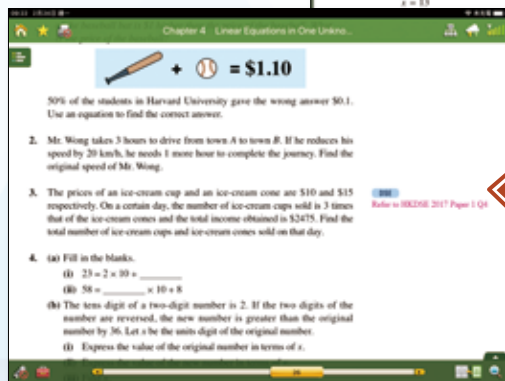 x = 15
Chapter 4 Linear Equations in One Unkno...
+ = $1.10
50% of the students in Harvard University gave the wrong answer $0.1.
Use an equation to find the correct answer.
2. Mr. Wong takes 3 hours to drive from town A to town B. If he reduces his
speed by 20 km/h, he needs 1 more hour to complete the journey. Find the
original speed of Mr. Wong.
3. The prices of an ice-cream cup and an ice-cream cone are $10 and $15
respectively. On a certain day, the number of ice-cream cups sold is 3 times
that of the ice-cream cones and the total income obtained is $2475. Find the
total number of ice-cream cups and ice-cream cones sold on that day.
Refer to HKDSE 2017 Paper 1 Q4
4. (a) Fill in the blanks.
(i) 23 = 2 × 10 + ______
(ii) 58 = ______ × 10 + 8
(b) The tens digit of a two-digit number is 2. If the two digits of the
number are reversed, the new number is greater than the original
number by 36. Let x be the units digit of the original number.
(i) Express the value of the original number in terms of x.